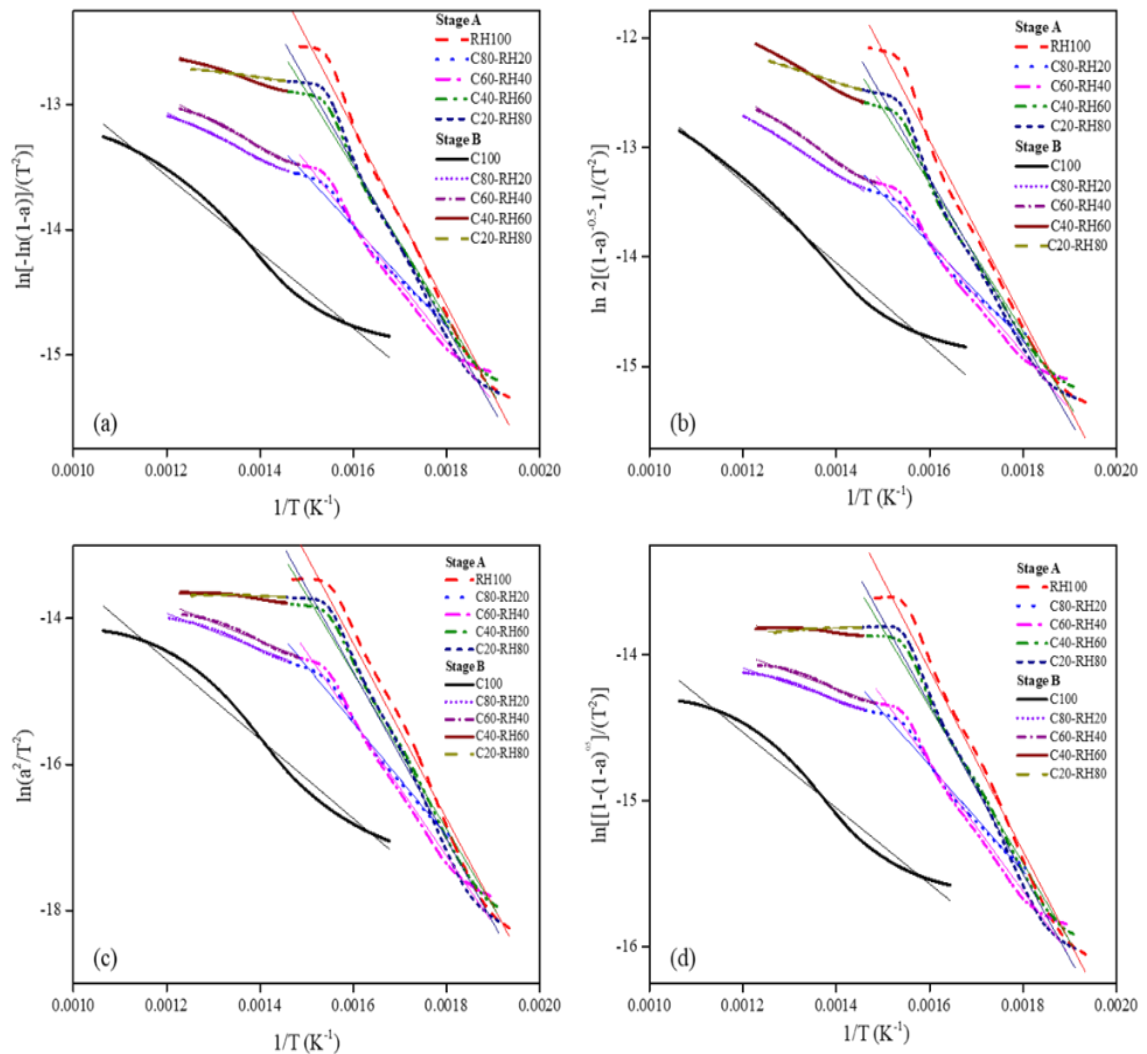 Stage A
RH100
C80-RH20
C60-RH40
C40-RH60
C20-RH80
Stage B
C100
C80-RH20
C60-RH40
C40-RH60
C20-RH80
-13
-14
-15
ln[-ln(1-a)]/(T²)]
(a)
0.0010 0.0012 0.0014 0.0016 0.0018 0.0020
1/T (K⁻¹)
Stage A
RH100
C80-RH20
C60-RH40
C40-RH60
C20-RH80
Stage B
C100
C80-RH20
C60-RH40
C40-RH60
C20-RH80
-12
-13
-14
-15
ln 2[(1-a)⁻⁰·⁵-1/(T²)]
(b)
0.0010 0.0012 0.0014 0.0016 0.0018 0.0020
1/T (K⁻¹)
Stage A
RH100
C80-RH20
C60-RH40
C40-RH60
C20-RH80
Stage B
C100
C80-RH20
C60-RH40
C40-RH60
C20-RH80
-14
-16
-18
ln(a²/T²)
(c)
0.0010 0.0012 0.0014 0.0016 0.0018 0.0020
1/T (K⁻¹)
Stage A
RH100
C80-RH20
C60-RH40
C40-RH60
C20-RH80
Stage B
C100
C80-RH20
C60-RH40
C40-RH60
C20-RH80
-14
-15
-16
ln[[1-(1-a)⁰·⁵]/(T²)]
(d)
0.0010 0.0012 0.0014 0.0016 0.0018 0.0020
1/T (K⁻¹)